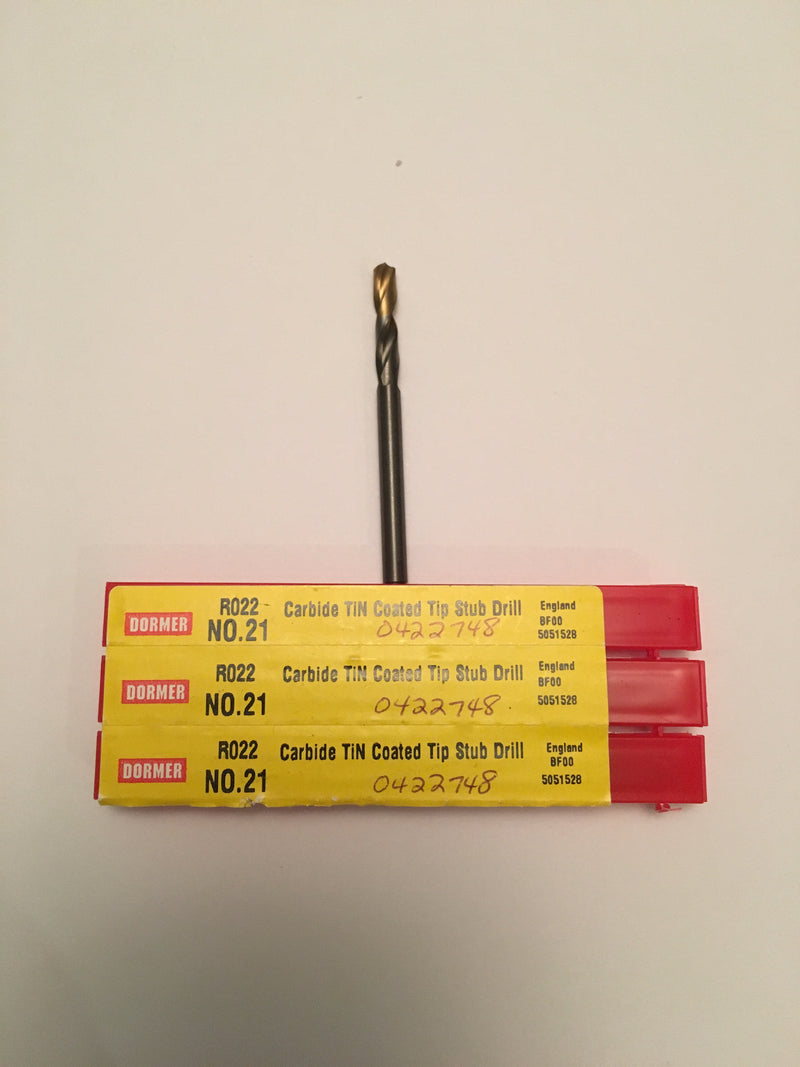 DORMER
R022
NO.21
Carbide TiN Coated Tip Stub Drill
0422748
England
BF00
5051528
DORMER
R022
NO.21
Carbide TiN Coated Tip Stub Drill
0422748
England
BF00
5051528
DORMER
R022
NO.21
Carbide TiN Coated Tip Stub Drill
0422748
England
BF00
5051528